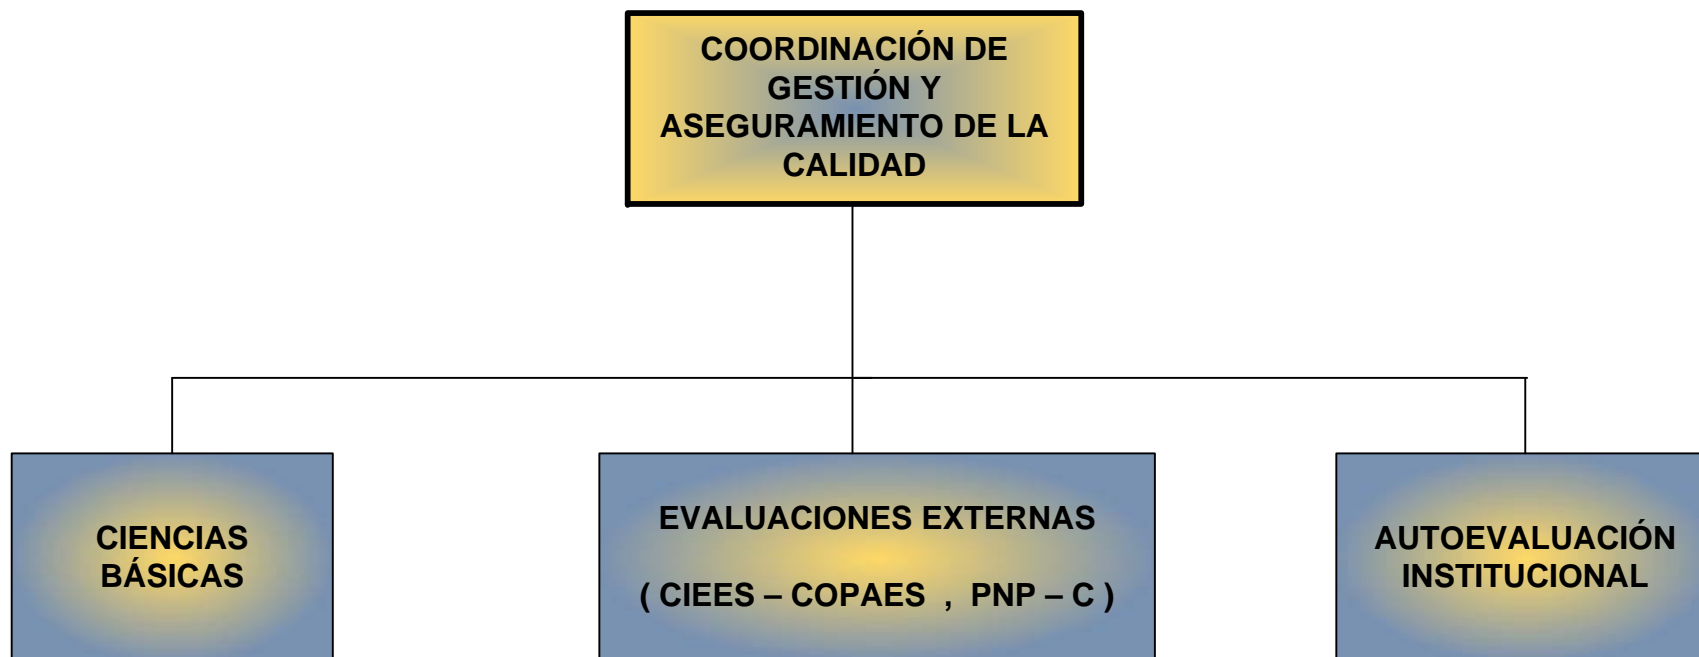 COORDINACIÓN DE
GESTIÓN Y
ASEGURAMIENTO DE LA
CALIDAD
CIENCIAS
BÁSICAS
EVALUACIONES EXTERNAS
( CIEES – COPAES , PNP – C )
AUTOEVALUACIÓN
INSTITUCIONAL